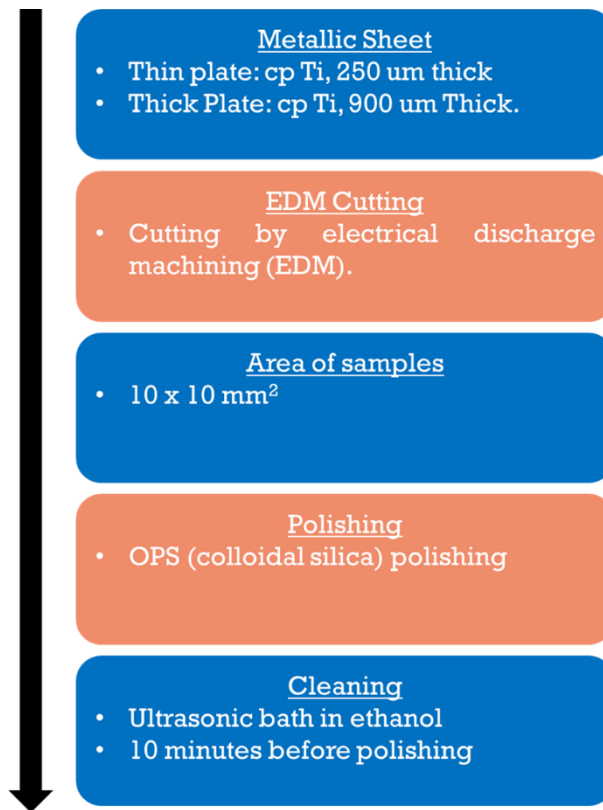 Metallic Sheet
• Thin plate: cp Ti, 250 um thick
• Thick Plate: cp Ti, 900 um Thick.
EDM Cutting
• Cutting by electrical discharge
machining (EDM).
Area of samples
• 10 x 10 mm²
Polishing
• OPS (colloidal silica) polishing
Cleaning
• Ultrasonic bath in ethanol
• 10 minutes before polishing